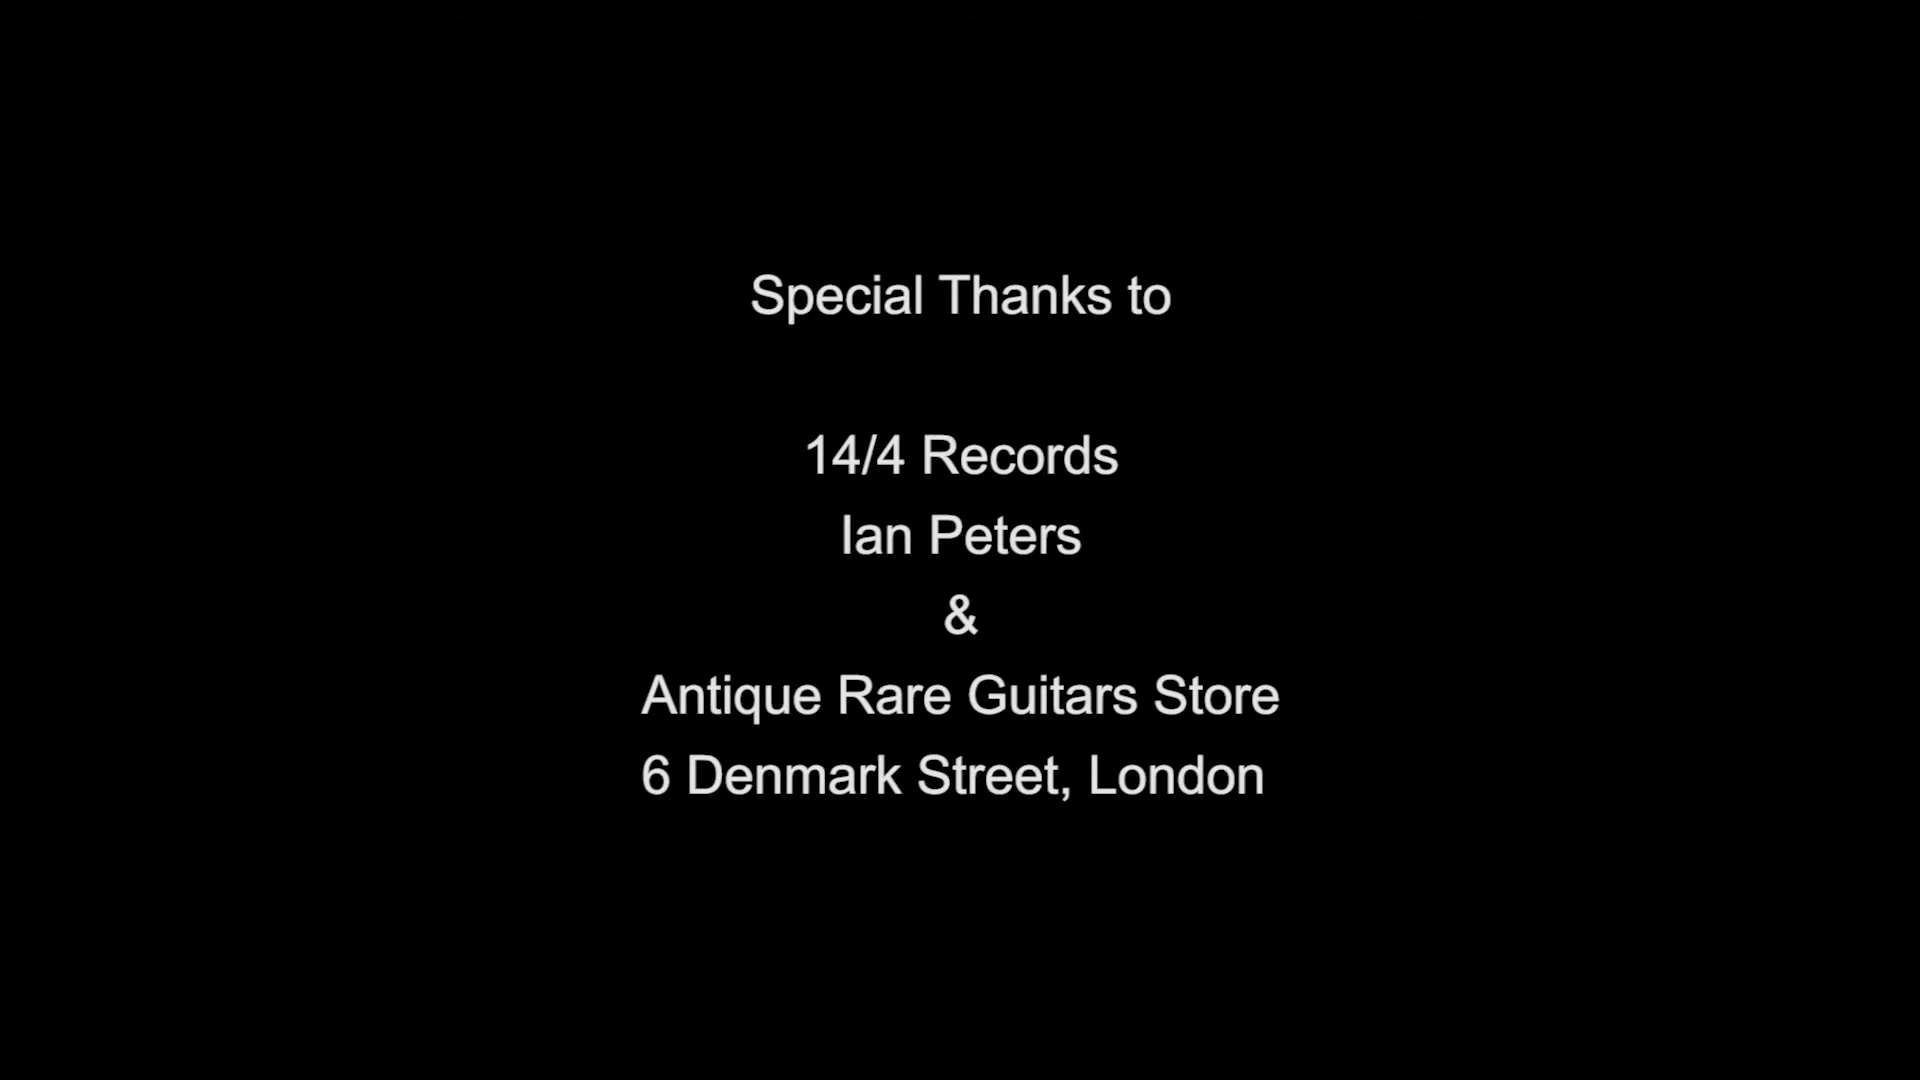 Special Thanks to
14/4 Records
Ian Peters
&
Antique Rare Guitars Store
6 Denmark Street, London